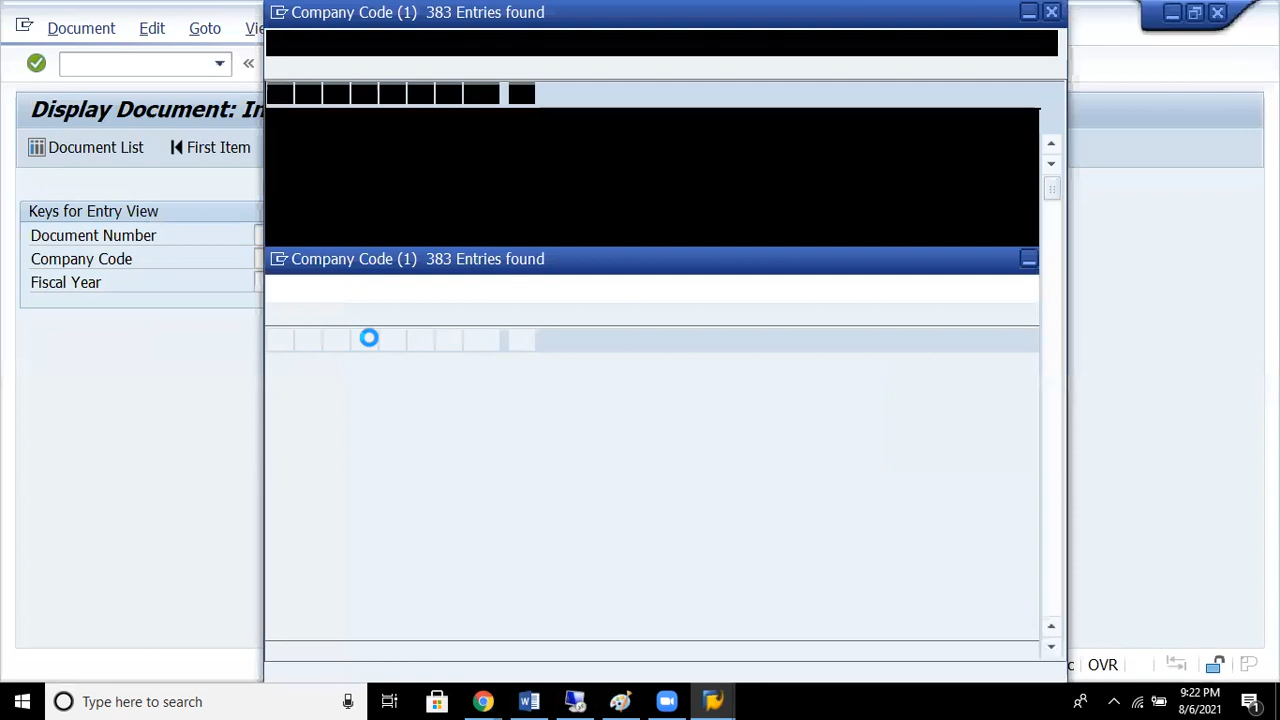 Company Code (1) 383 Entries found
Document Edit Goto Vi
Display Document: In
Document List First Item
Keys for Entry View
Document Number
Company Code
Fiscal Year
Company Code (1) 383 Entries found
OVR
Type here to search
9:22 PM
8/6/2021
1